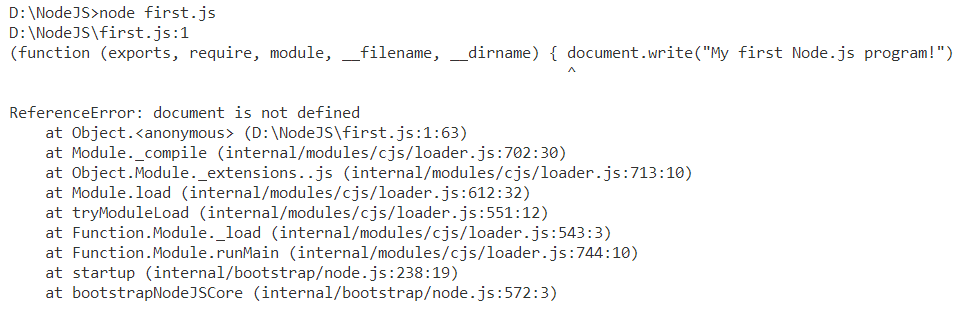 D:\NodeJS>node first.js
D:\NodeJS\first.js:1
(function (exports, require, module, __filename, __dirname) { document.write("My first Node.js program!")
^
ReferenceError: document is not defined
at Object.<anonymous> (D:\NodeJS\first.js:1:63)
at Module._compile (internal/modules/cjs/loader.js:702:30)
at Object.Module._extensions..js (internal/modules/cjs/loader.js:713:10)
at Module.load (internal/modules/cjs/loader.js:612:32)
at tryModuleLoad (internal/modules/cjs/loader.js:551:12)
at Function.Module._load (internal/modules/cjs/loader.js:543:3)
at Function.Module.runMain (internal/modules/cjs/loader.js:744:10)
at startup (internal/bootstrap/node.js:238:19)
at bootstrapNodeJSCore (internal/bootstrap/node.js:572:3)